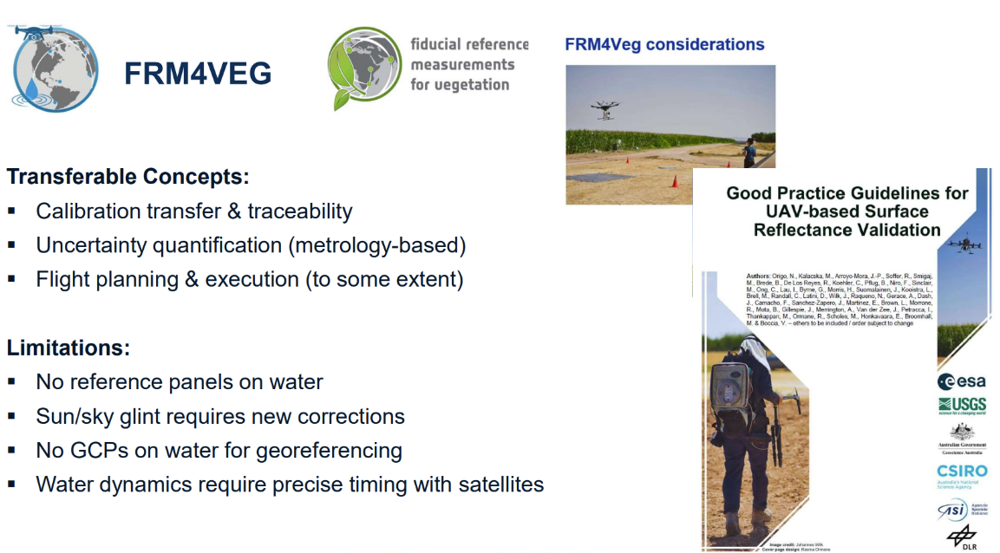 FRM4VEG
fiducial reference
measurements
for vegetation
FRM4Veg considerations
Transferable Concepts:
▪ Calibration transfer & traceability
▪ Uncertainty quantification (metrology-based)
▪ Flight planning & execution (to some extent)
Limitations:
▪ No reference panels on water
▪ Sun/sky glint requires new corrections
▪ No GCPs on water for georeferencing
▪ Water dynamics require precise timing with satellites
Good Practice Guidelines for
UAV-based Surface
Reflectance Validation
Authors: Origo, N., Kalacska, M., Arroyo-Mora, J.-P., Soffer, R., Smigaj,
M., Brede, B., De Los Reyes, R., Koehler, C., Pflug, B., Niro, F., Sinclair,
M., Ong, C., Lau, I., Byrne, G., Morris, H., Suomalainen, J., Kooistra, L.,
Brell, M., Randall, C., Latini, D., Wilk, J., Raqueno, N., Gerace, A., Dash,
J., Camacho, F., Sanchez-Zapero, J., Martinez, E., Brown, L., Morrone,
R., Mota, B., Gillespie, J., Merrington, A., Van der Zee, J., Petracca, I.,
Thankappan, M., Ormane, R., Scholes, M., Honkavaara, E., Broomhall,
M. & Boccia, V. – others to be included / order subject to change
esa
USGS
science for a changing world
Australian Government
Geoscience Australia
CSIRO
Australia's National
Science Agency
asi
Agenzia
Spaziale
Italiana
DLR
Image credit: Johannes Wilk
Cover page design: Rasma Ormane